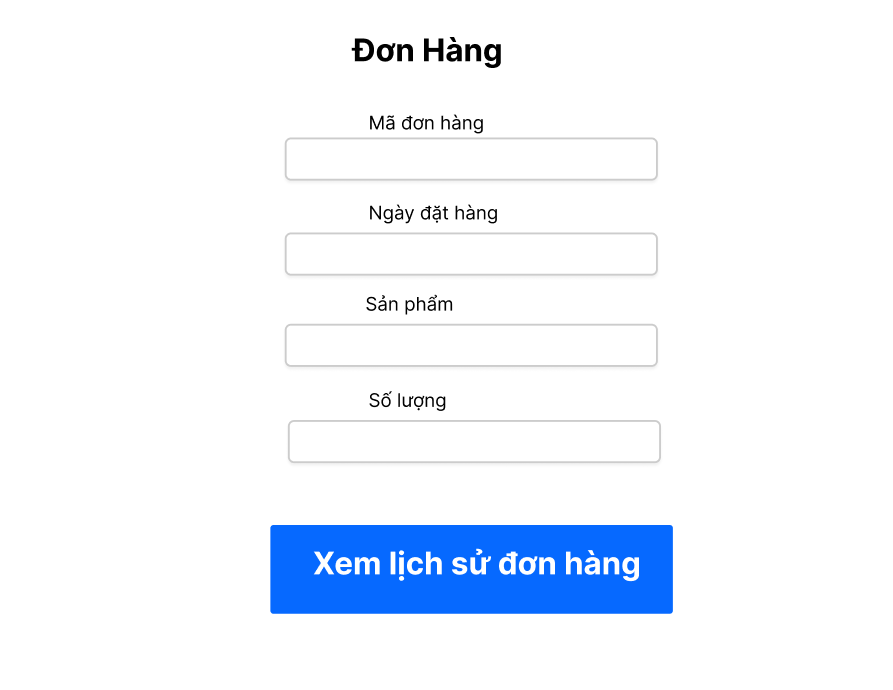 Đơn Hàng
Mã đơn hàng
Ngày đặt hàng
Sản phẩm
Số lượng
Xem lịch sử đơn hàng